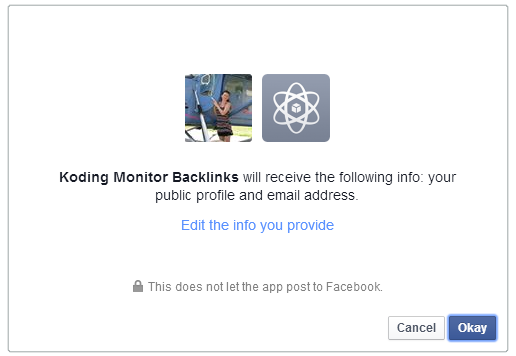 Koding Monitor Backlinks will receive the following info: your
public profile and email address.
Edit the info you provide
This does not let the app post to Facebook.
Cancel Okay